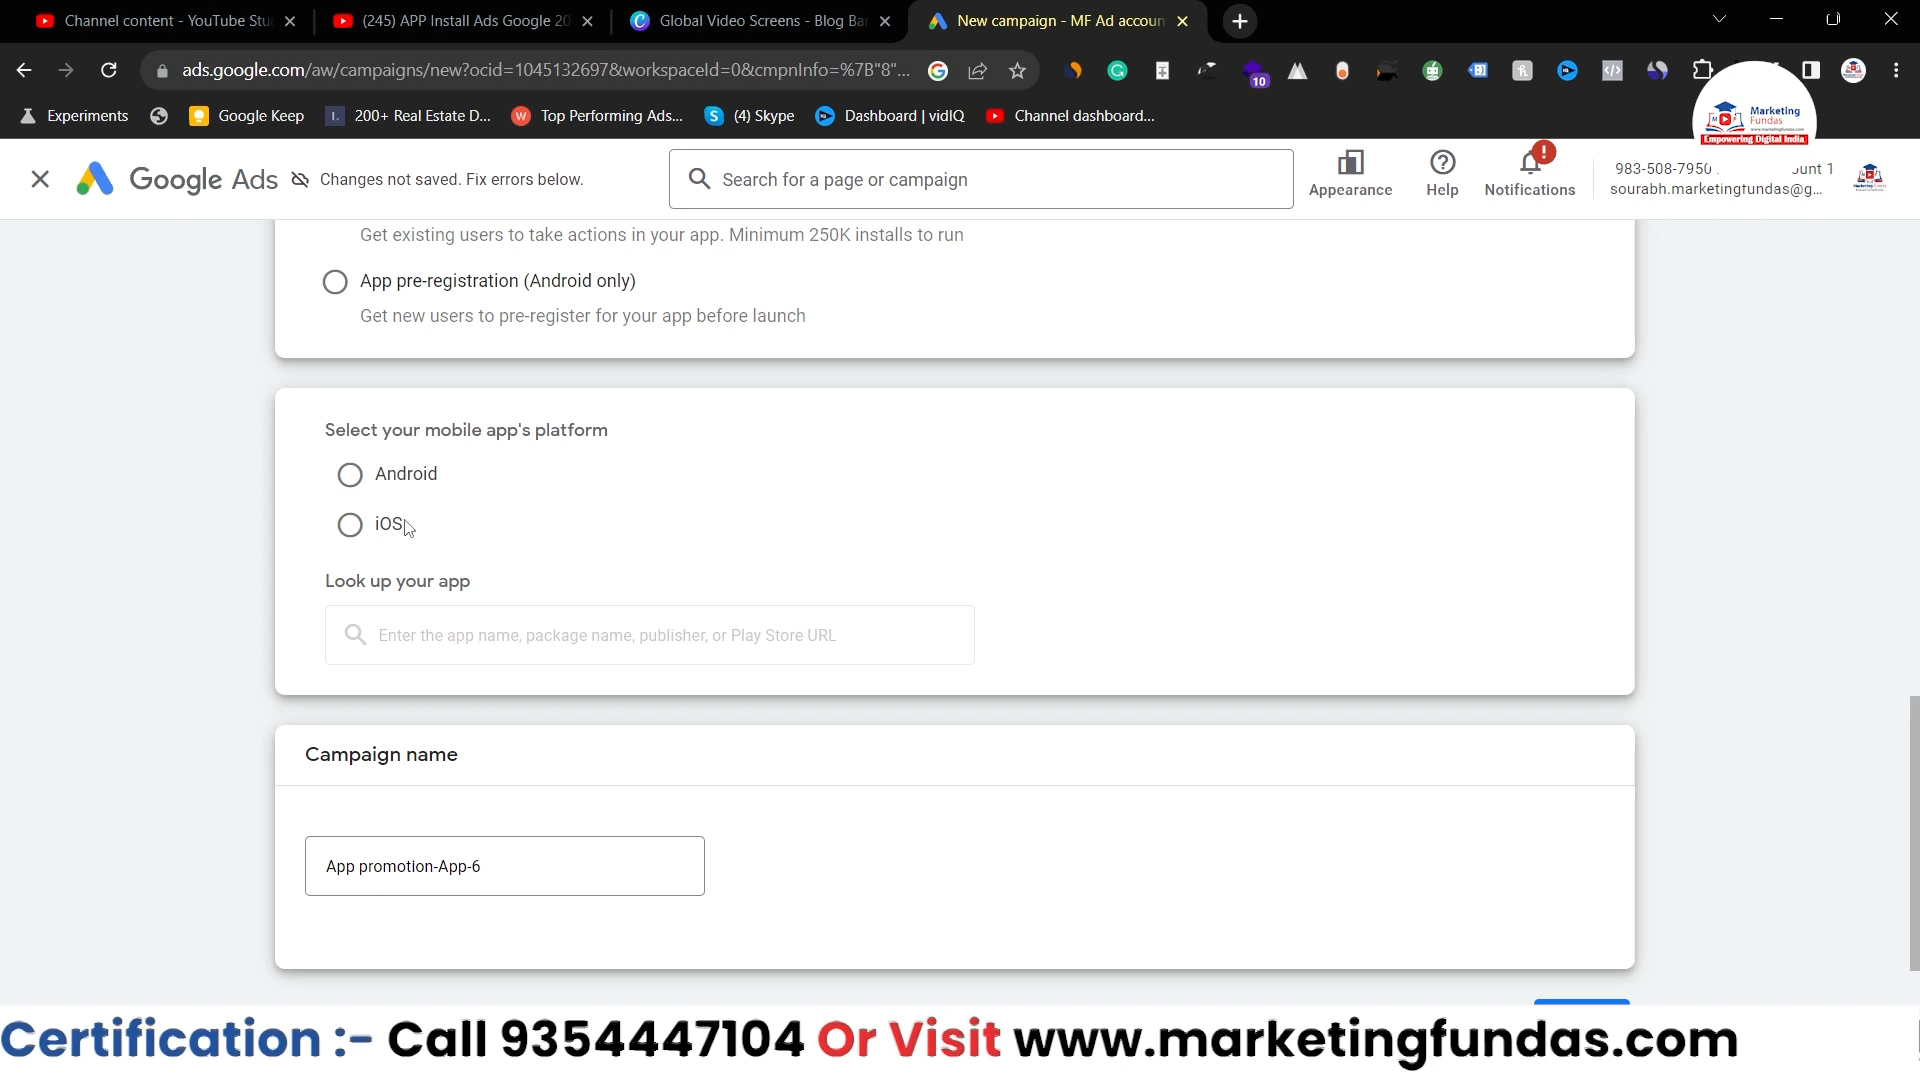 Channel content - YouTube Stu
(245) APP Install Ads Google 20
Global Video Screens - Blog Ba
New campaign - MF Ad accoun
ads.google.com/aw/campaigns/new?ocid=1045132697&workspaceId=0&cmpnInfo=%7B"8"...
10
Experiments
Google Keep
200+ Real Estate D...
Top Performing Ads...
(4) Skype
Dashboard | vidIQ
Channel dashboard...
Marketing
Fundas
www.marketingfundas.com
Empowering Digital India
Google Ads
Changes not saved. Fix errors below.
Search for a page or campaign
Appearance
Help
Notifications
983-508-7950
unt 1
sourabh.marketingfundas@g...
Get existing users to take actions in your app. Minimum 250K installs to run
App pre-registration (Android only)
Get new users to pre-register for your app before launch
Select your mobile app's platform
Android
iOS
Look up your app
Enter the app name, package name, publisher, or Play Store URL
Campaign name
App promotion-App-6
Certification :- Call 9354447104 Or Visit www.marketingfundas.com